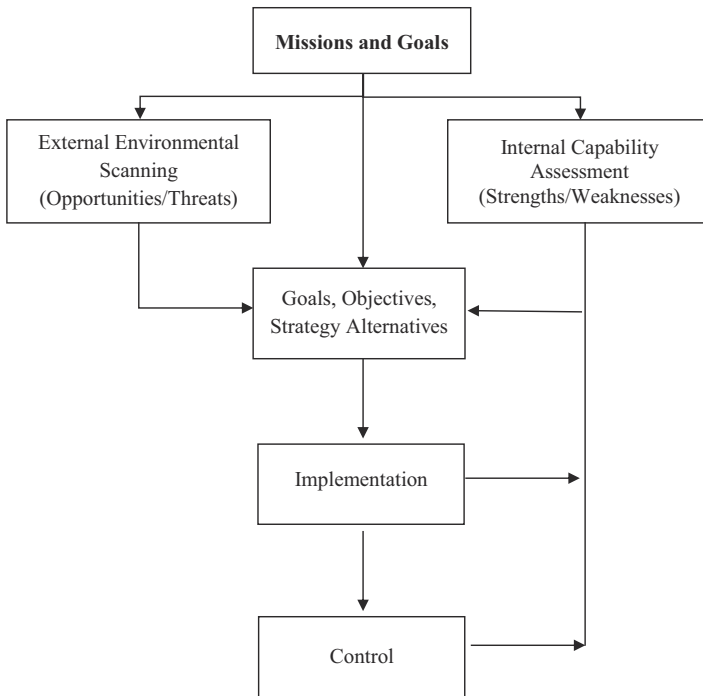 Missions and Goals
External Environmental
Scanning
(Opportunities/Threats)
Internal Capability
Assessment
(Strengths/Weaknesses)
Goals, Objectives,
Strategy Alternatives
Implementation
Control